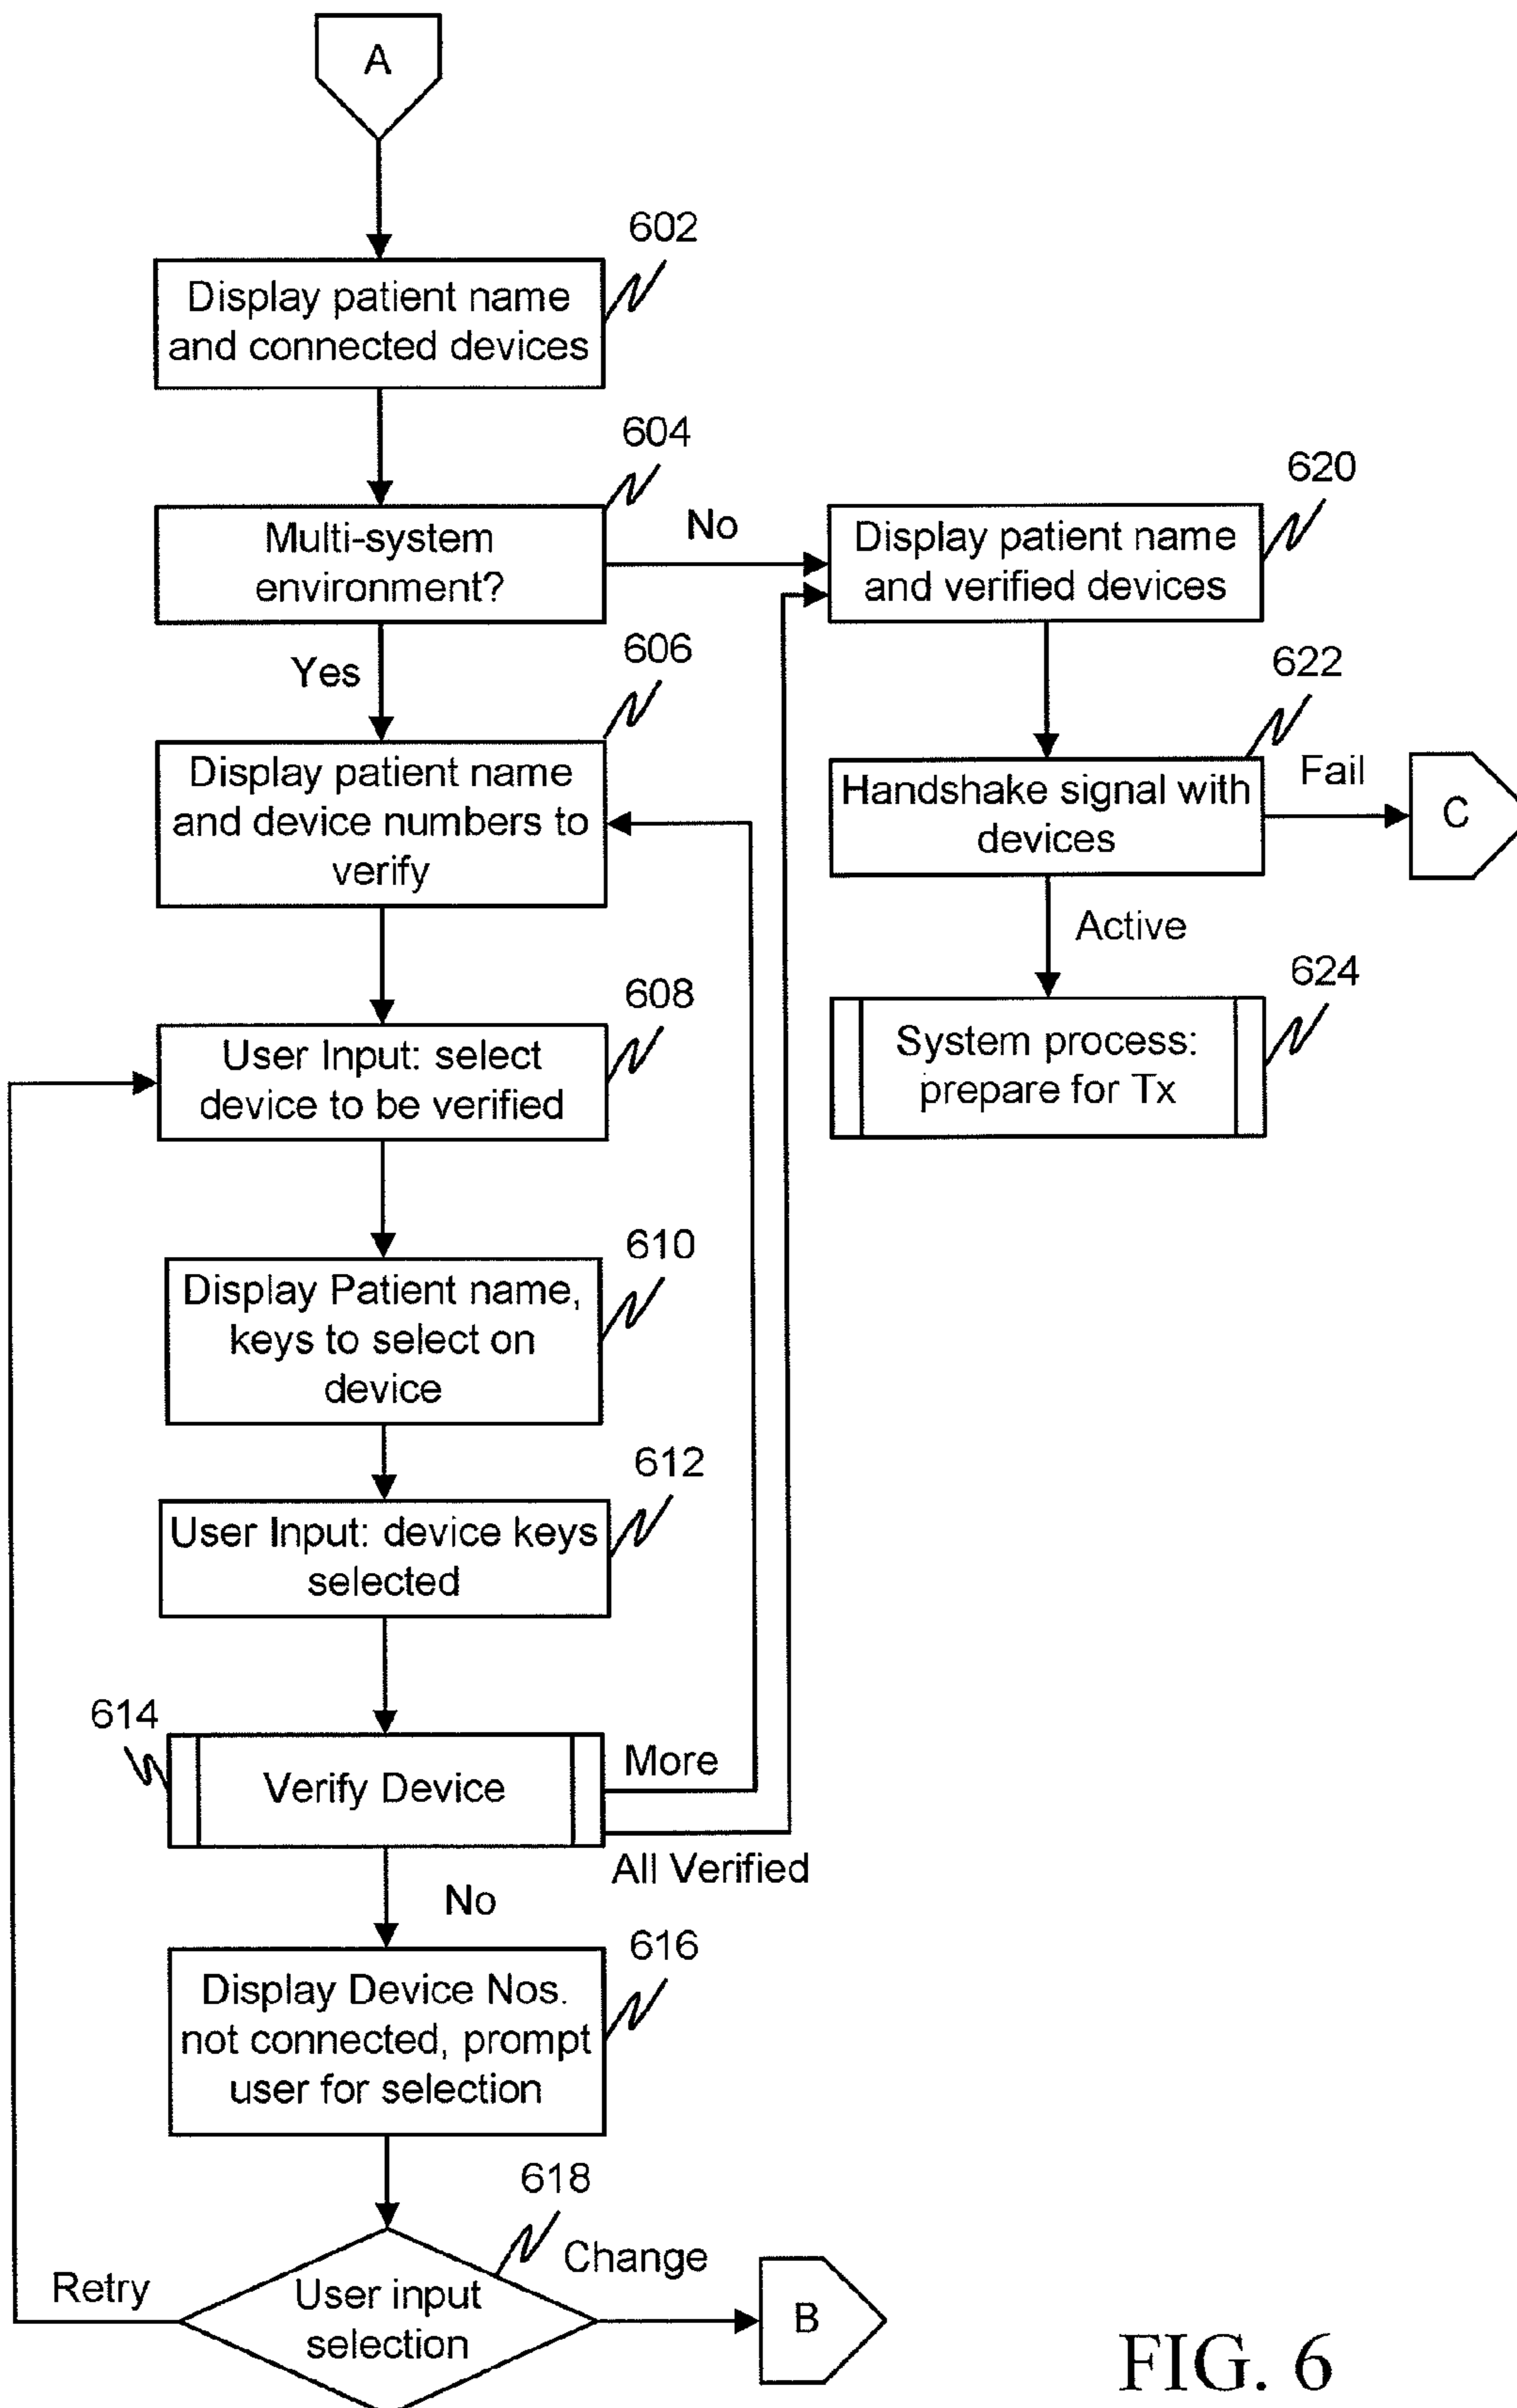 A
602
Display patient name
and connected devices
604
Multi-system
environment?
No
620
Display patient name
and verified devices
Yes
606
Display patient name
and device numbers to
verify
622
Handshake signal with
devices
Fail
C
Active
608
User Input: select
device to be verified
624
System process:
prepare for Tx
610
Display Patient name,
keys to select on
device
612
User Input: device keys
selected
614
Verify Device
More
All Verified
No
616
Display Device Nos.
not connected, prompt
user for selection
618
Change
Retry
User input
selection
B
FIG. 6